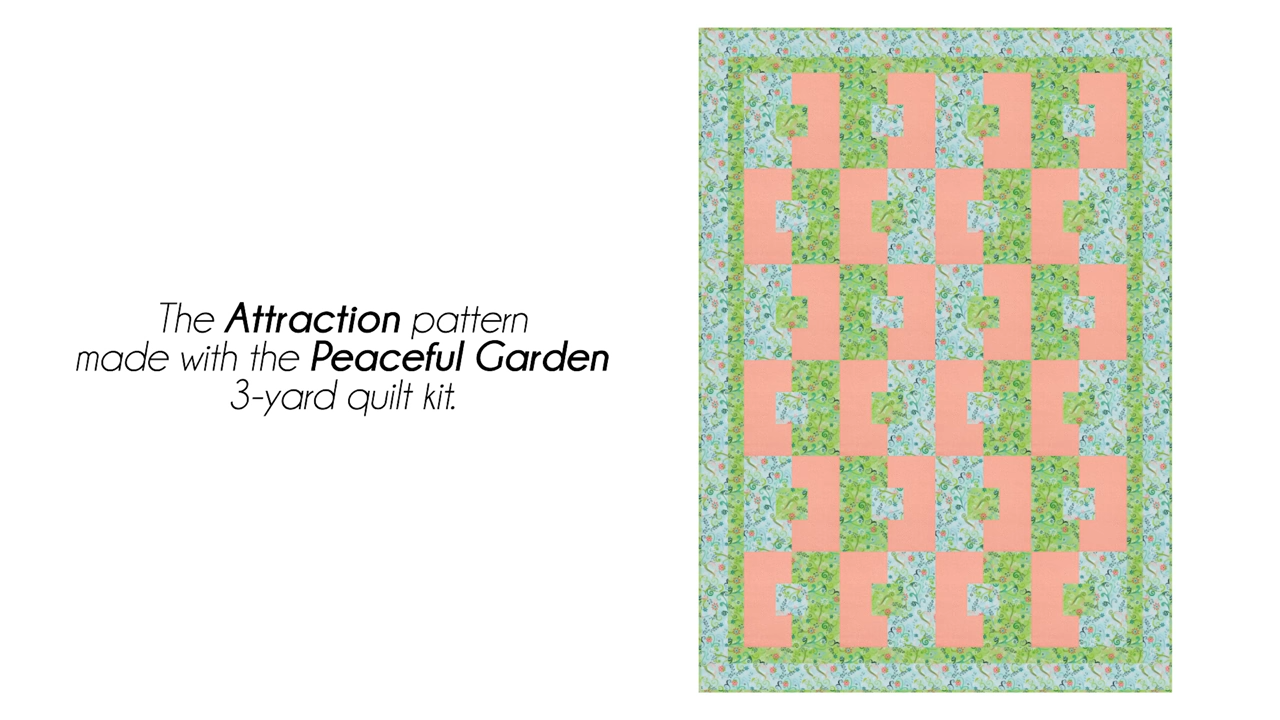 The Attraction pattern
made with the Peaceful Garden
3-yard quilt kit.